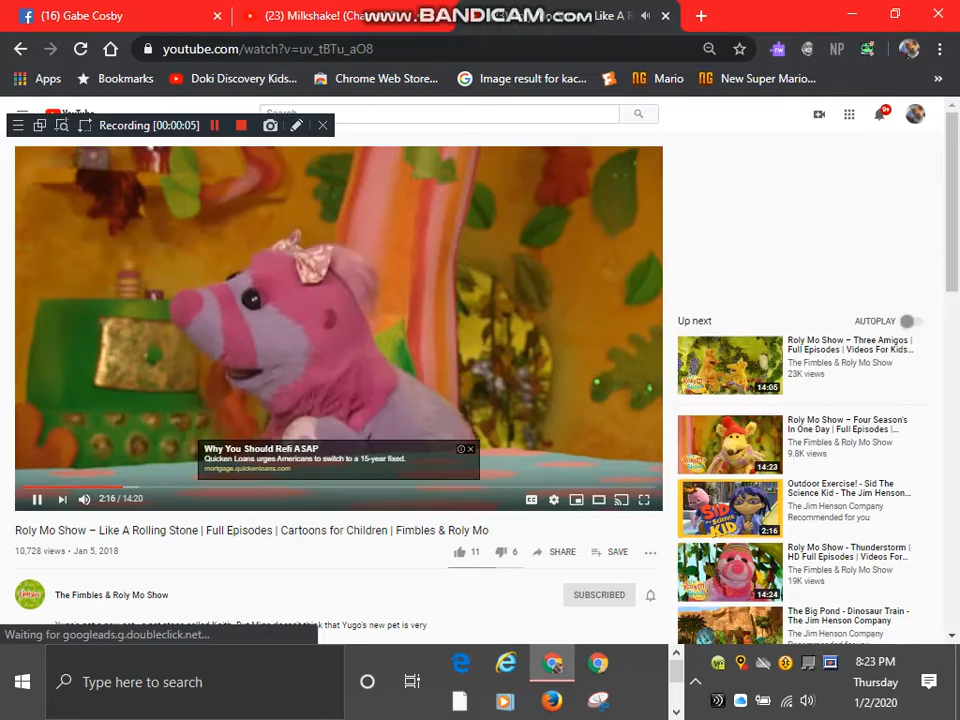 (16) Gabe Cosby
(23) Milkshake! (Cha
www.BANDICAM.com
Like A R
youtube.com/watch?v=uv_tBTu_aO8
Apps
Bookmarks
Doki Discovery Kids...
Chrome Web Store...
Image result for kac...
Mario
New Super Mario...
»
NP
Search
9+
Recording [00:00:05]
Why You Should Refi ASAP
Quicken Loans urges Americans to switch to a 15-year fixed.
mortgage.quickenloans.com
2:16 / 14:20
Roly Mo Show – Like A Rolling Stone | Full Episodes | Cartoons for Children | Fimbles & Roly Mo
10,728 views • Jan 5, 2018
11
6
SHARE
SAVE
The Fimbles & Roly Mo Show
SUBSCRIBED
Waiting for googleads.g.doubleclick.net...
Up next
AUTOPLAY
Roly Mo Show – Three Amigos |
Full Episodes | Videos For Kids...
The Fimbles & Roly Mo Show
23K views
14:05
Roly Mo Show – Four Season's
In One Day | Full Episodes |...
The Fimbles & Roly Mo Show
9.8K views
14:23
Outdoor Exercise! - Sid The
Science Kid - The Jim Henson...
The Jim Henson Company
Recommended for you
2:16
Roly Mo Show - Thunderstorm |
HD Full Episodes | Videos For...
The Fimbles & Roly Mo Show
19K views
14:24
The Big Pond - Dinosaur Train -
The Jim Henson Company
The Jim Henson Company
Type here to search
8:23 PM
Thursday
1/2/2020